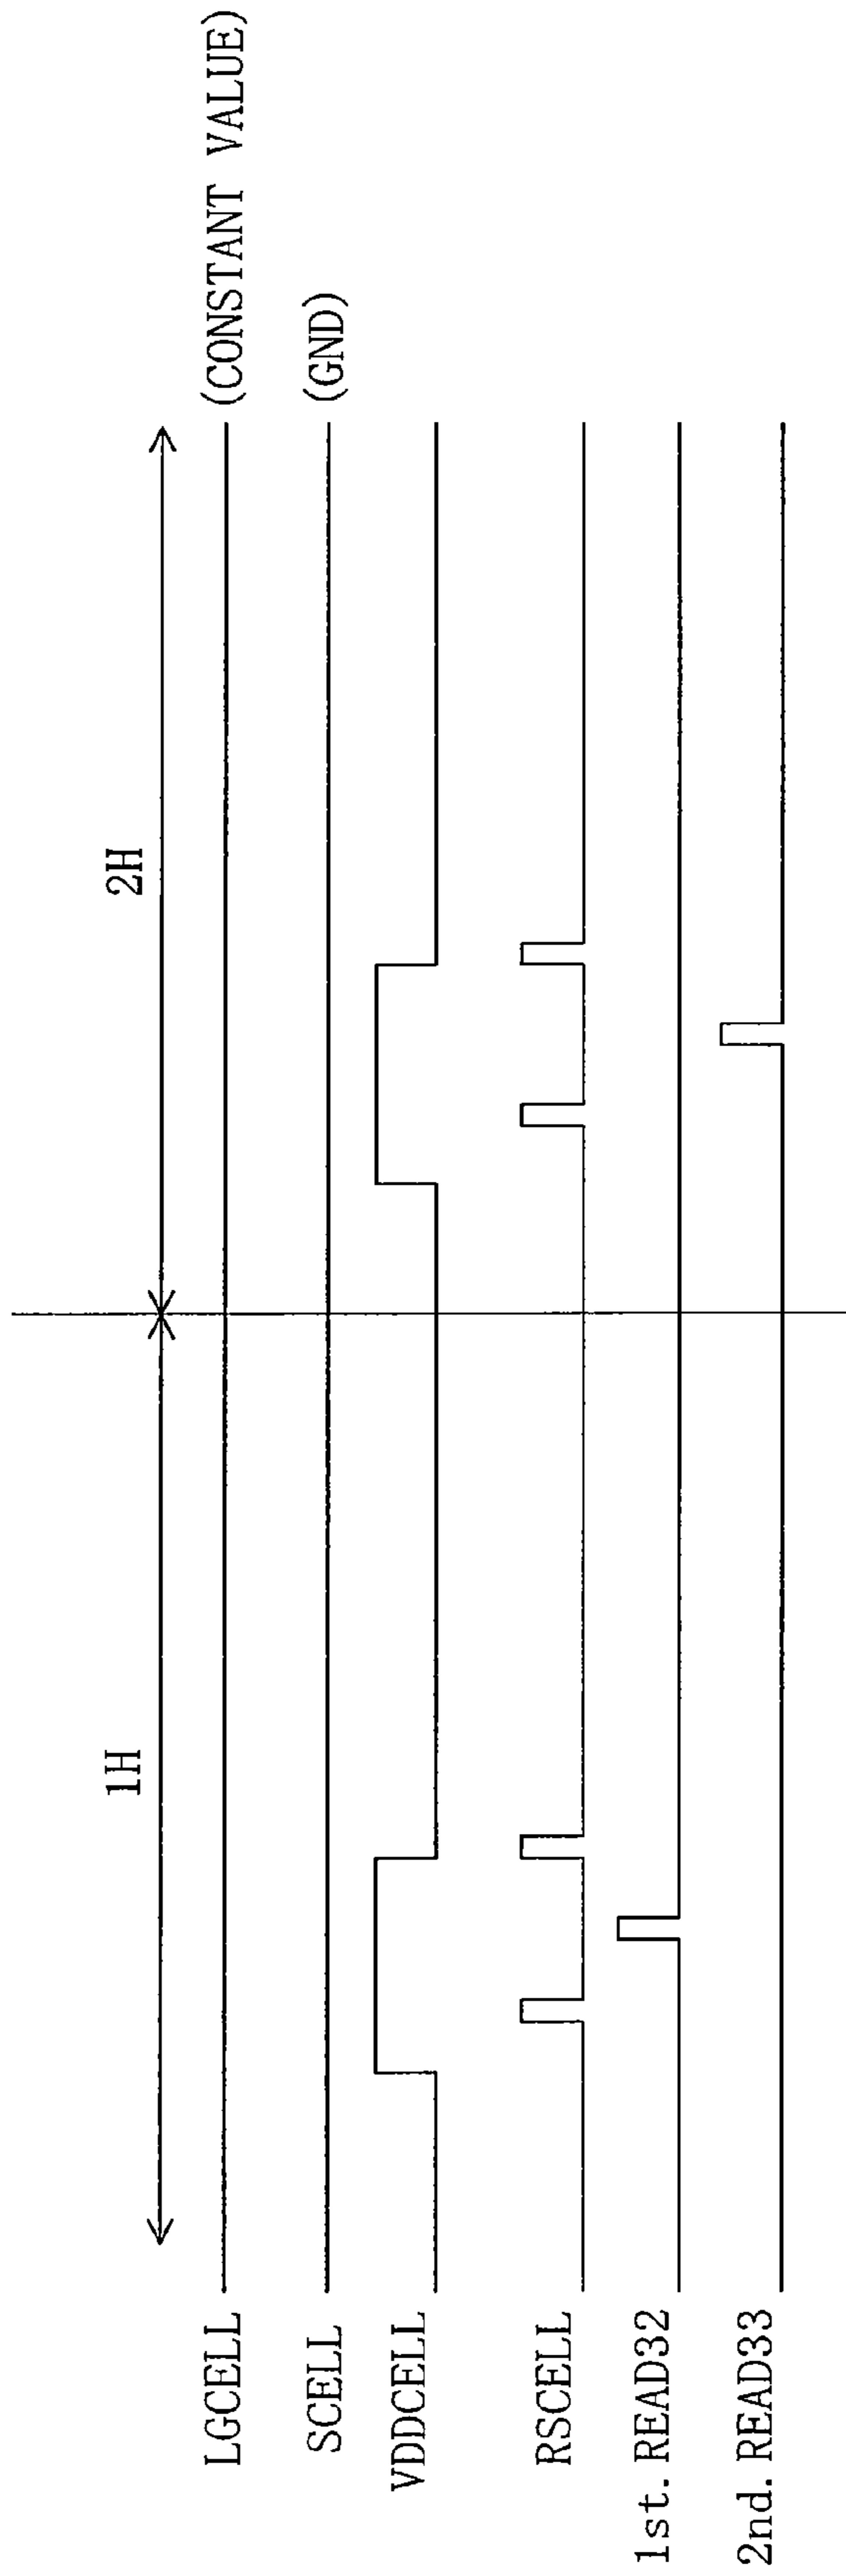 1H
2H
LGCELL
(CONSTANT VALUE)
SCELL
(GND)
VDDCELL
RSCELL
1st. READ32
2nd. READ33